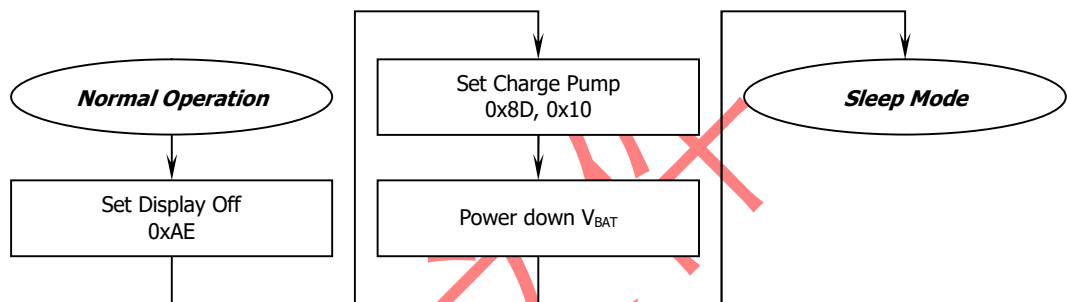 Normal Operation
Set Display Off
0xAE
Set Charge Pump
0x8D, 0x10
Power down VBAT
Sleep Mode